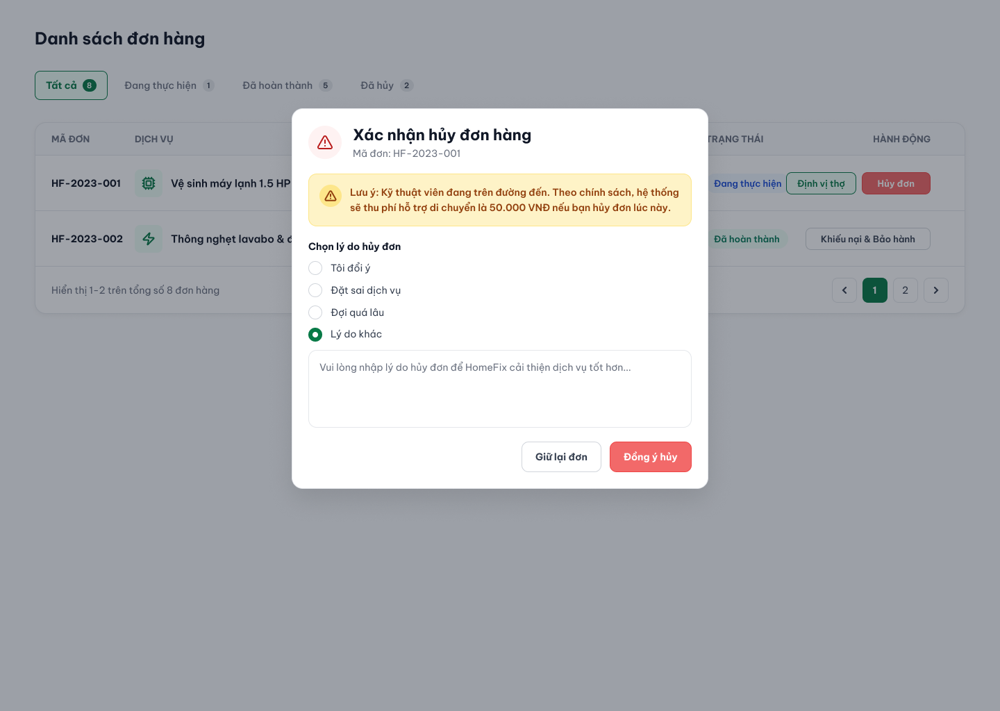 Danh sách đơn hàng
Tất cả 8 Đang thực hiện 1 Đã hoàn thành 5 Đã hủy 2
MÃ ĐƠN DỊCH VỤ TRẠNG THÁI HÀNH ĐỘNG
HF-2023-001 Vệ sinh máy lạnh 1.5 HP Đang thực hiện Định vị thợ Hủy đơn
HF-2023-002 Thông nghẹt lavabo & Đã hoàn thành Khiếu nại & Bảo hành
Hiển thị 1-2 trên tổng số 8 đơn hàng 1 2
Xác nhận hủy đơn hàng
Mã đơn: HF-2023-001
Lưu ý: Kỹ thuật viên đang trên đường đến. Theo chính sách, hệ thống
sẽ thu phí hỗ trợ di chuyển là 50.000 VNĐ nếu bạn hủy đơn lúc này.
Chọn lý do hủy đơn
Tôi đổi ý
Đặt sai dịch vụ
Đợi quá lâu
Lý do khác
Vui lòng nhập lý do hủy đơn để HomeFix cải thiện dịch vụ tốt hơn...
Giữ lại đơn Đồng ý hủy